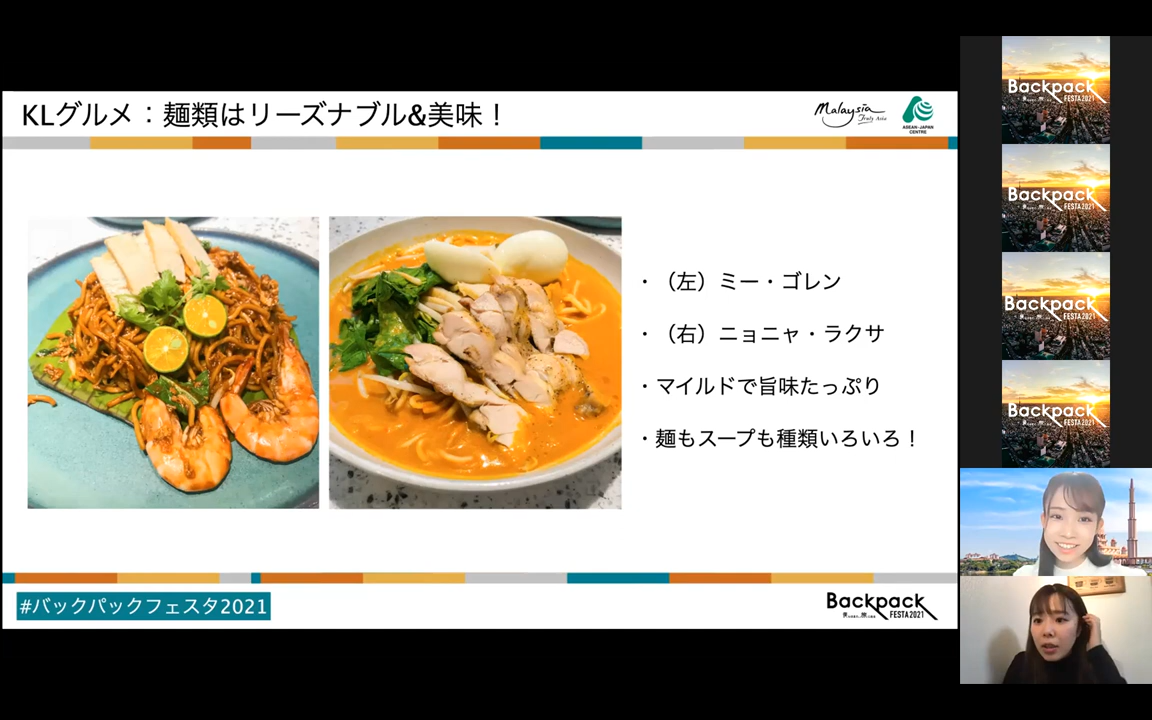 KLグルメ：麺類はリーズナブル&美味！
Malaysia
Truly Asia
ASEAN-JAPAN
CENTRE
・（左）ミー・ゴレン
・（右）ニョニャ・ラクサ
・マイルドで旨味たっぷり
・麺もスープも種類いろいろ！
#バックパックフェスタ2021
Backpack
FESTA2021
Backpack
FESTA2021
Backpack
FESTA2021
Backpack
FESTA2021
Backpack
FESTA2021